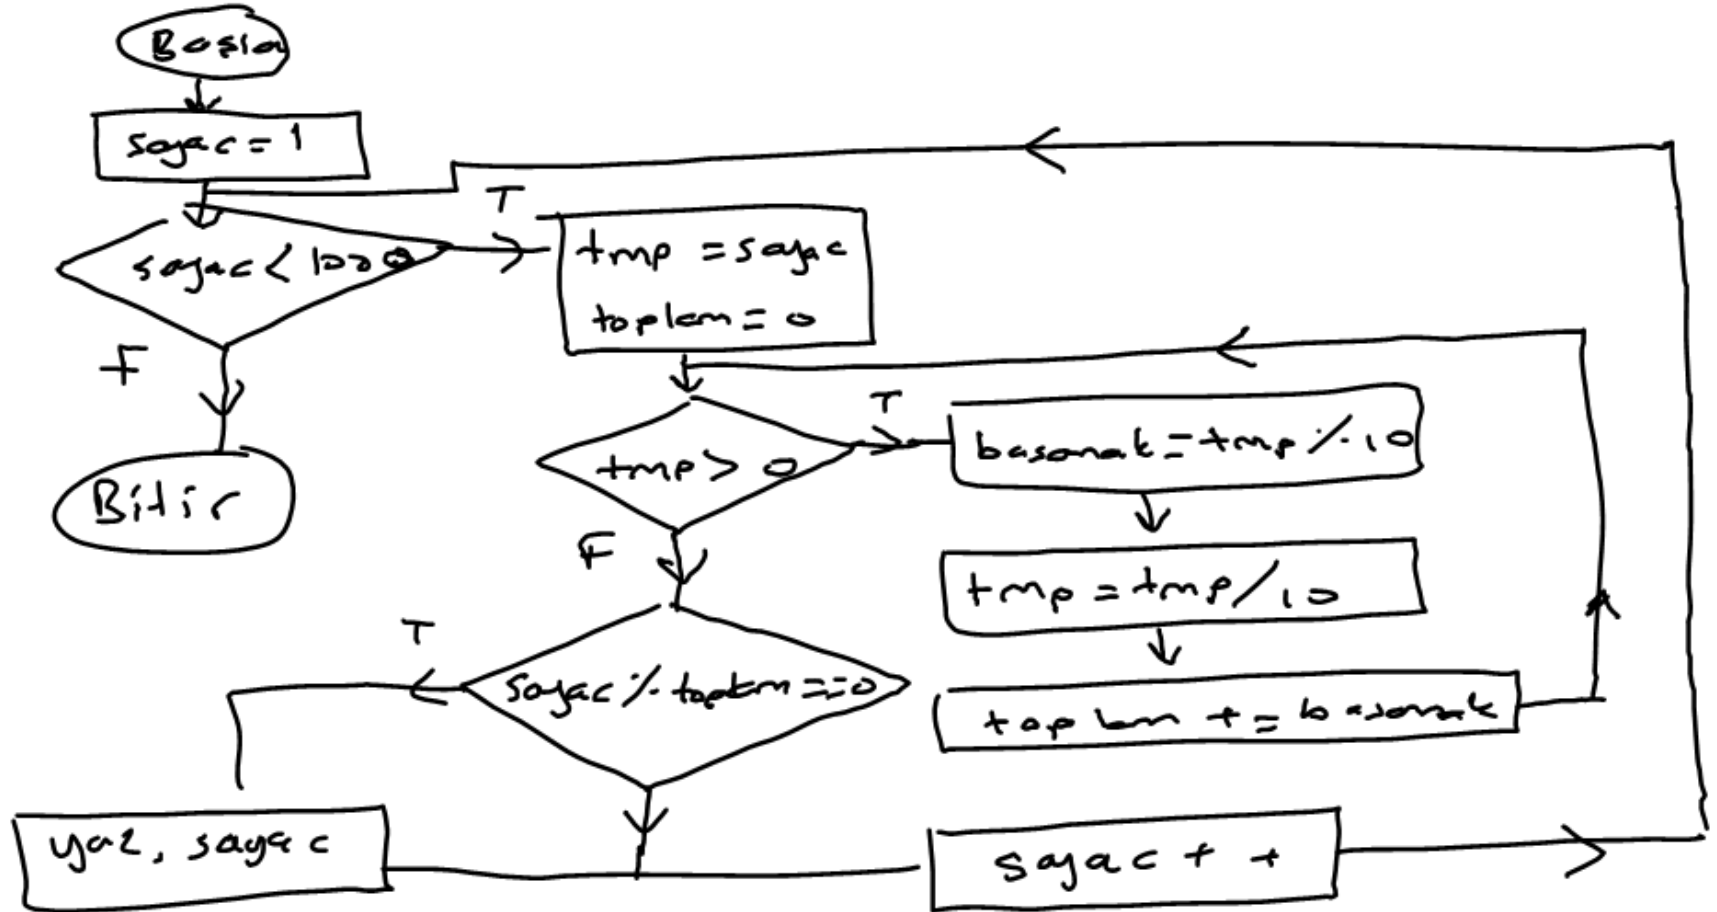 Başla
sayac = 1
sayac < 1000
T
tmp = sayac
toplam = 0
F
Bitir
tmp > 0
T
basamak = tmp % 10
F
tmp = tmp / 10
T
sayac % toplam == 0
toplam += basamak
yaz, sayac
sayac ++